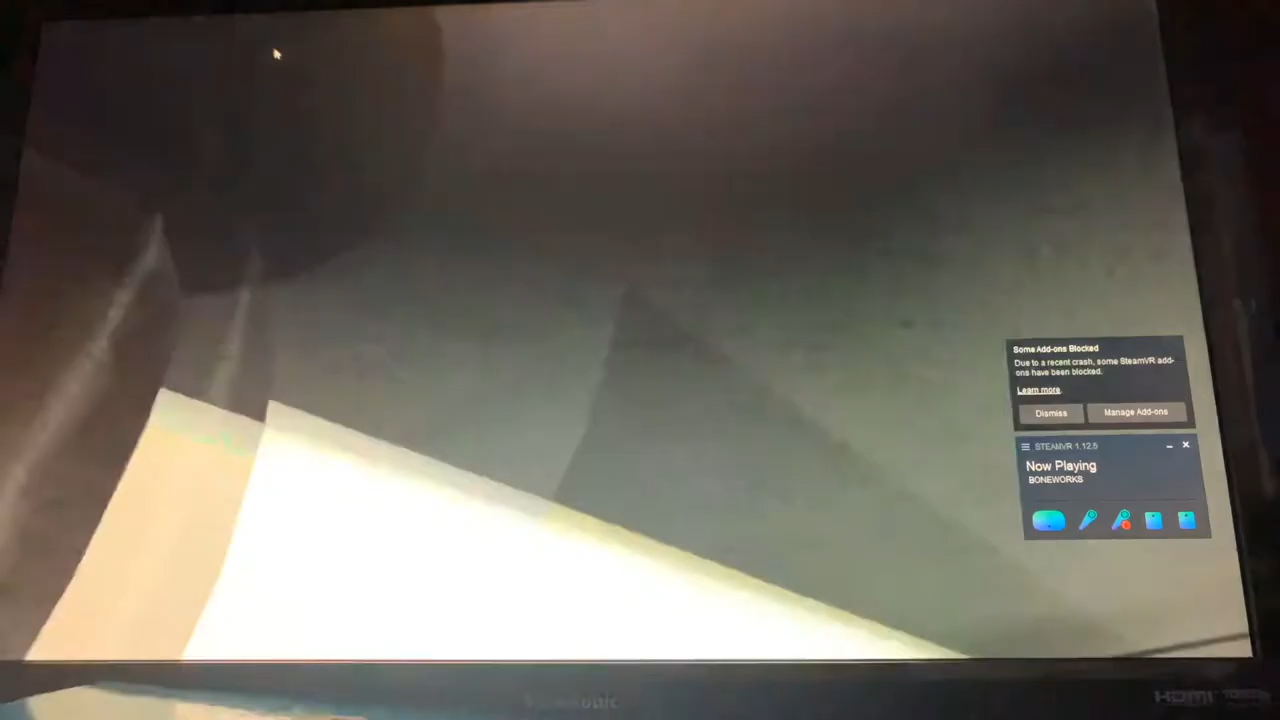 Some Add-ons Blocked
Due to a recent crash, some SteamVR add-
ons have been blocked.
Learn more.
Dismiss
Manage Add-ons
STEAMVR 1.12.5
Now Playing
BONEWORKS
HDMI